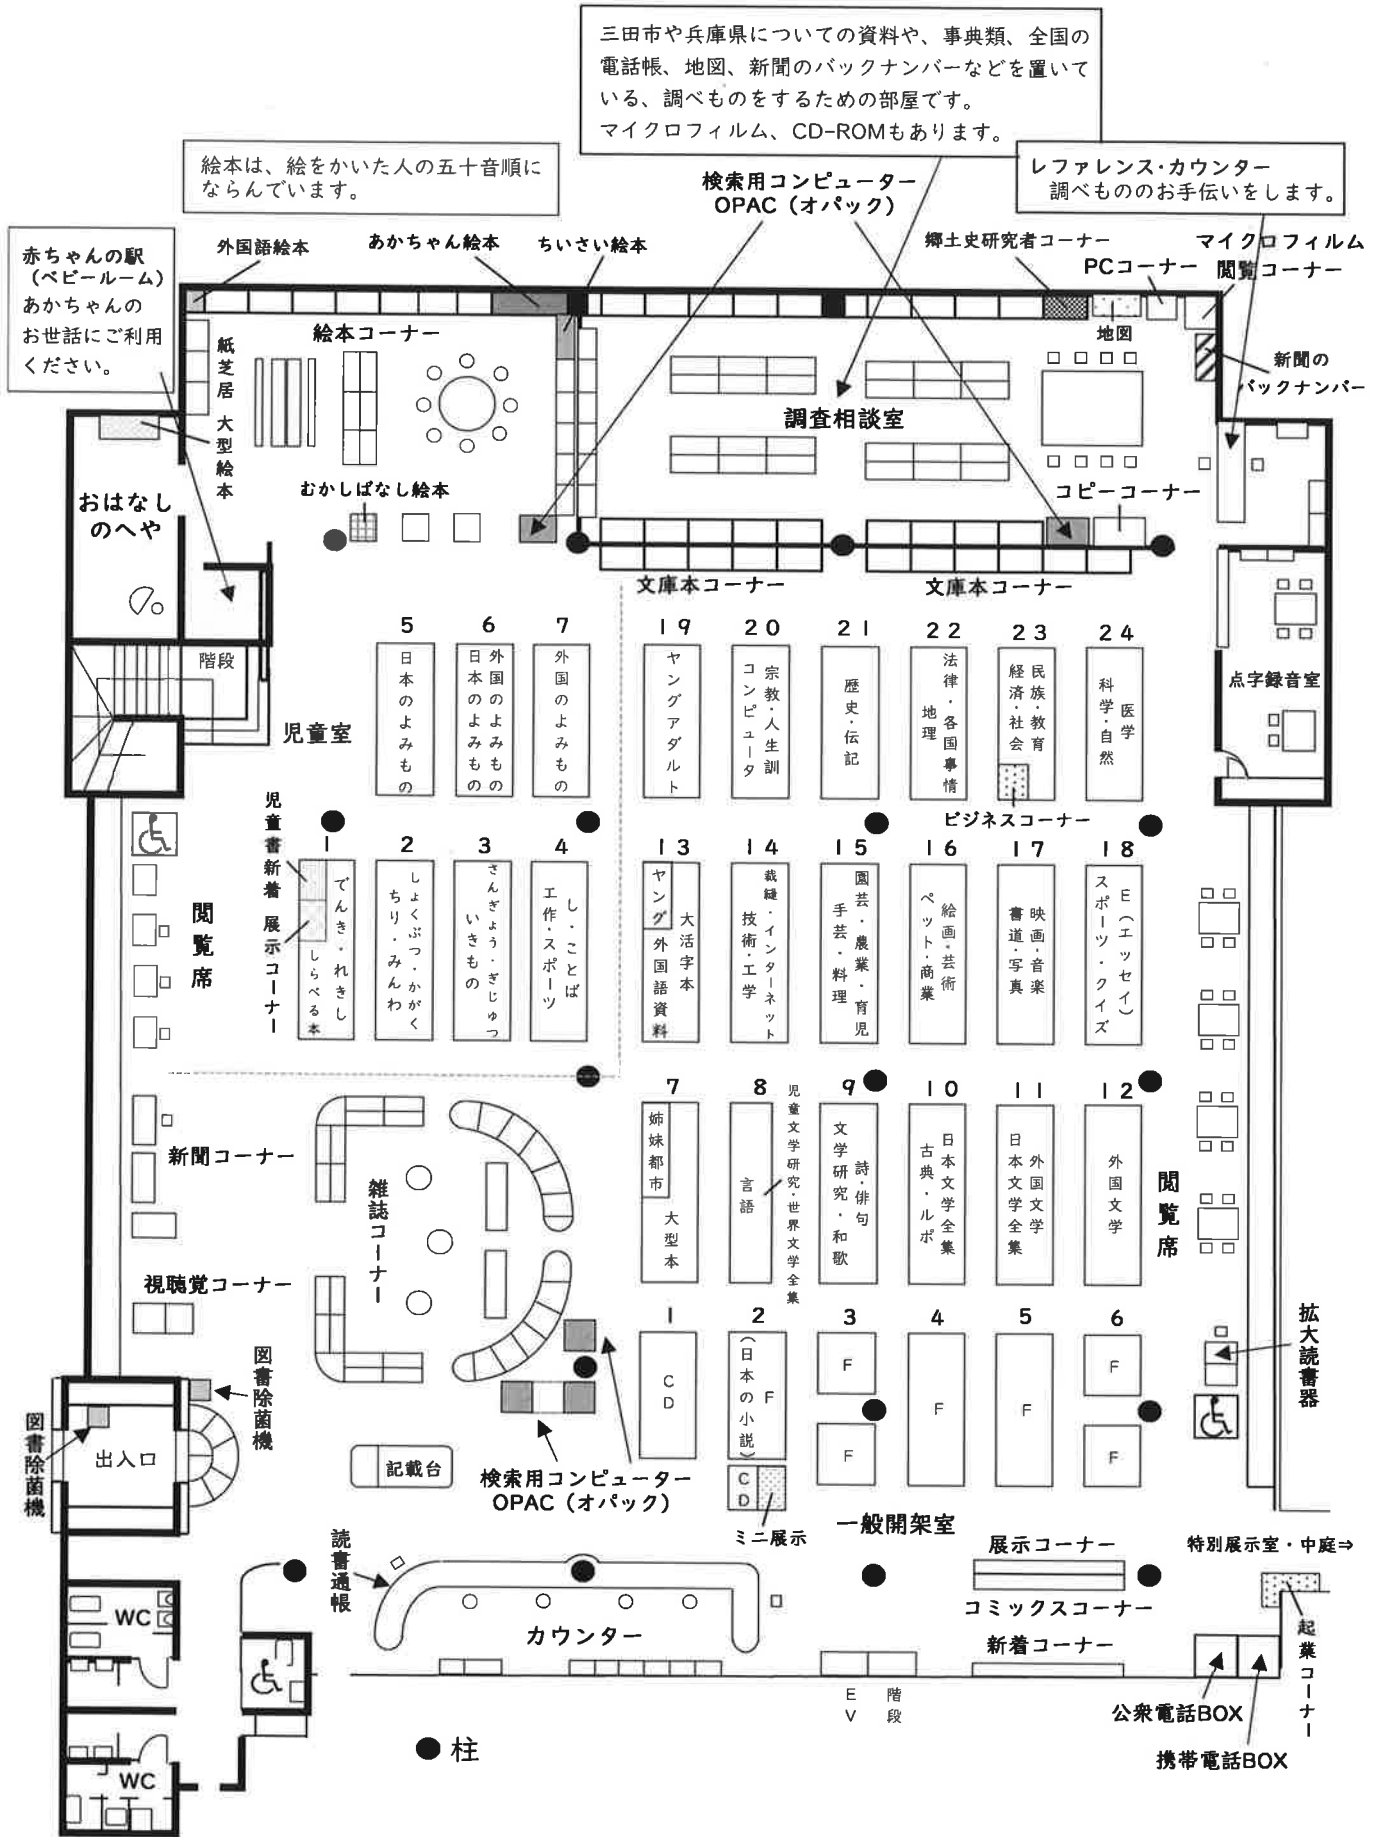 三田市や兵庫県についての資料や、事典類、全国の
電話帳、地図、新聞のバックナンバーなどを置いて
いる、調べものをするための部屋です。
マイクロフィルム、CD-ROMもあります。
絵本は、絵をかいた人の五十音順に
ならんでいます。
検索用コンピューター
OPAC（オパック）
レファレンス・カウンター
調べもののお手伝いをします。
赤ちゃんの駅
（ベビールーム）
あかちゃんの
お世話にご利用
ください。
外国語絵本
あかちゃん絵本
ちいさい絵本
郷土史研究者コーナー
PCコーナー
マイクロフィルム
閲覧コーナー
絵本コーナー
地図
新聞の
バックナンバー
紙芝居
大型絵本
調査相談室
おはなし
のへや
むかしばなし絵本
コピーコーナー
文庫本コーナー
文庫本コーナー
階段
児童室
5
日本のよみもの
6
外国のよみもの
日本のよみもの
7
外国のよみもの
19
ヤングアダルト
20
宗教・人生訓
コンピュータ
21
歴史・伝記
22
法律・各国事情
地理
23
民族・教育
経済・社会
24
医学
科学・自然
点字録音室
ビジネスコーナー
児童書新着
展示コーナー
閲覧席
1
でんき・れきし
しらべる本
2
しょくぶつ・かがく
ちり・みんわ
3
さんぎょう・ぎじゅつ
いきもの
4
し・ことば
工作・スポーツ
13
ヤング
大活字本
外国語資料
14
裁縫・インターネット
技術・工学
15
園芸・農業・育児
手芸・料理
16
絵画・芸術
ペット・商業
17
映画・音楽
書道・写真
18
E（エッセイ）
スポーツ・クイズ
新聞コーナー
雑誌コーナー
視聴覚コーナー
7
姉妹都市
大型本
8
言語
児童文学研究・世界文学全集
9
詩・俳句
文学研究・和歌
10
日本文学全集
古典・ルポ
11
外国文学
日本文学全集
12
外国文学
閲覧席
1
CD
2
F
（日本の小説）
CD
ミニ展示
3
F
F
4
F
5
F
6
F
F
拡大読書器
図書除菌機
図書除菌機
出入口
記載台
検索用コンピューター
OPAC（オパック）
一般開架室
読書通帳
カウンター
展示コーナー
コミックスコーナー
新着コーナー
特別展示室・中庭⇒
起業コーナー
WC
WC
EV
階段
公衆電話BOX
携帯電話BOX
柱